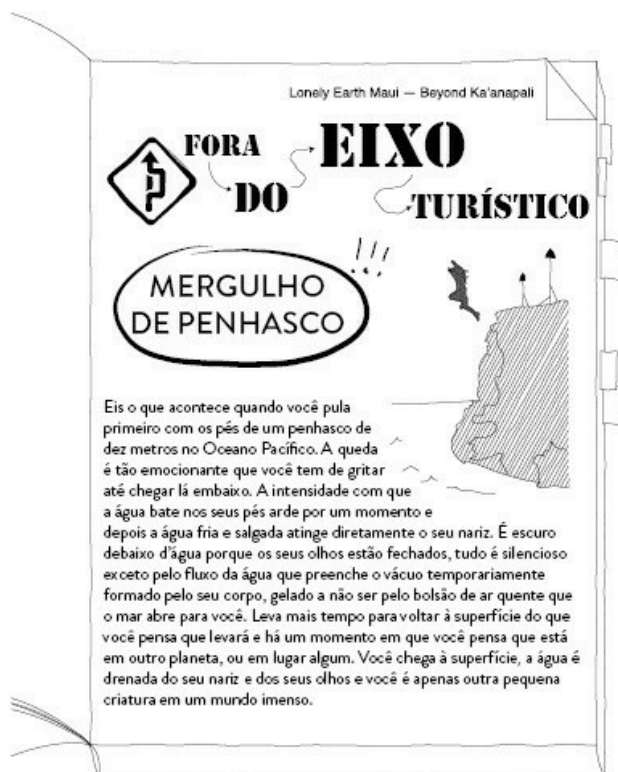 Lonely Earth Maui — Beyond Ka'anapali
FORA
DO
EIXO
TURÍSTICO
MERGULHO
DE PENHASCO
!!!
Eis o que acontece quando você pula
primeiro com os pés de um penhasco de
dez metros no Oceano Pacífico. A queda
é tão emocionante que você tem de gritar
até chegar lá embaixo. A intensidade com que
a água bate nos seus pés arde por um momento e
depois a água fria e salgada atinge diretamente o seu nariz. É escuro
debaixo d'água porque os seus olhos estão fechados, tudo é silencioso
exceto pelo fluxo da água que preenche o vácuo temporariamente
formado pelo seu corpo, gelado a não ser pelo bolsão de ar quente que
o mar abre para você. Leva mais tempo para voltar à superfície do que
você pensa que levará e há um momento em que você pensa que está
em outro planeta, ou em lugar algum. Você chega à superfície, a água é
drenada do seu nariz e dos seus olhos e você é apenas outra pequena
criatura em um mundo imenso.